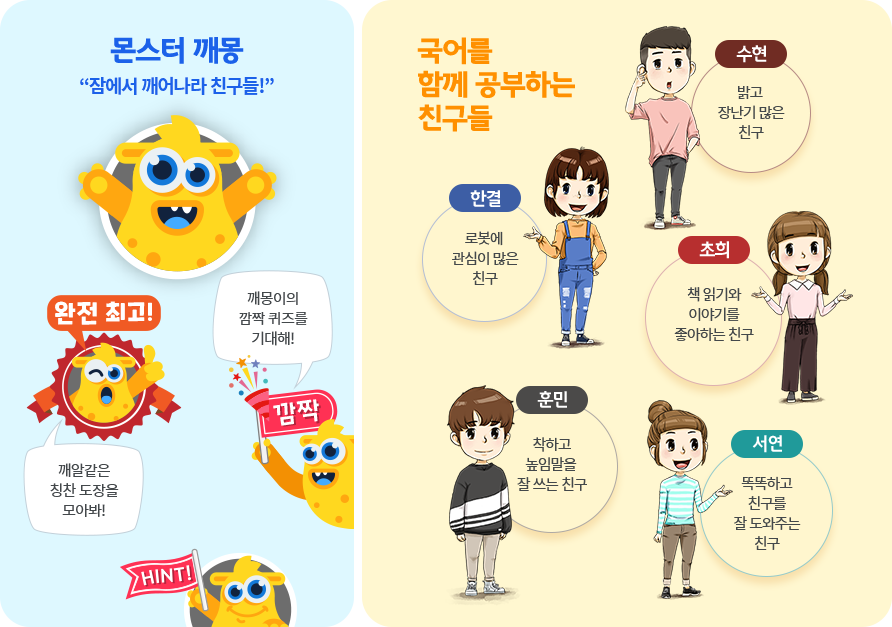 몬스터 깨몽
“잠에서 깨어나라 친구들!”
완전 최고!
깨몽이의
깜짝 퀴즈를
기대해!
깜짝
깨알같은
칭찬 도장을
모아봐!
HINT!
국어를
함께 공부하는
친구들
수현
밝고
장난기 많은
친구
한결
로봇에
관심이 많은
친구
초희
책 읽기와
이야기를
좋아하는 친구
훈민
착하고
높임말을
잘 쓰는 친구
서연
똑똑하고
친구를
잘 도와주는
친구